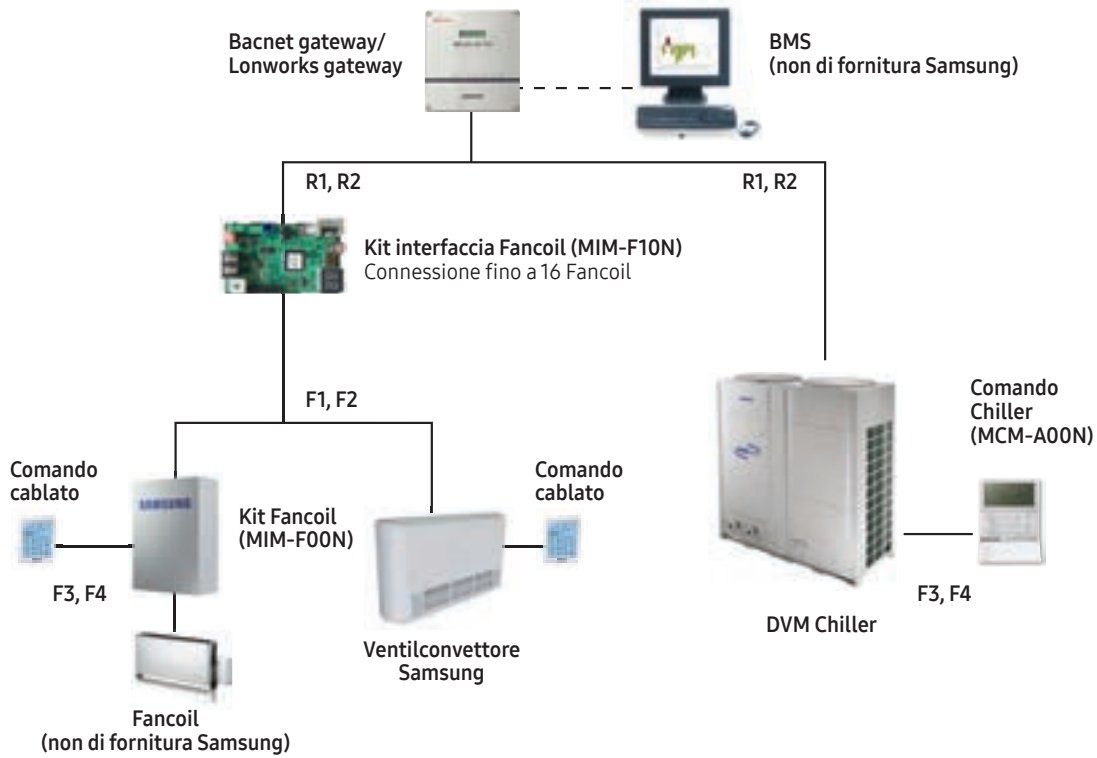 Bacnet gateway/
Lonworks gateway
BMS
(non di fornitura Samsung)
R1, R2
R1, R2
Kit interfaccia Fancoil (MIM-F10N)
Connessione fino a 16 Fancoil
F1, F2
Comando
Chiller
(MCM-A00N)
Comando
cablato
SAMSUNG
Kit Fancoil
(MIM-F00N)
Comando
cablato
F3, F4
F3, F4
DVM Chiller
Ventilconvettore
Samsung
Fancoil
(non di fornitura Samsung)